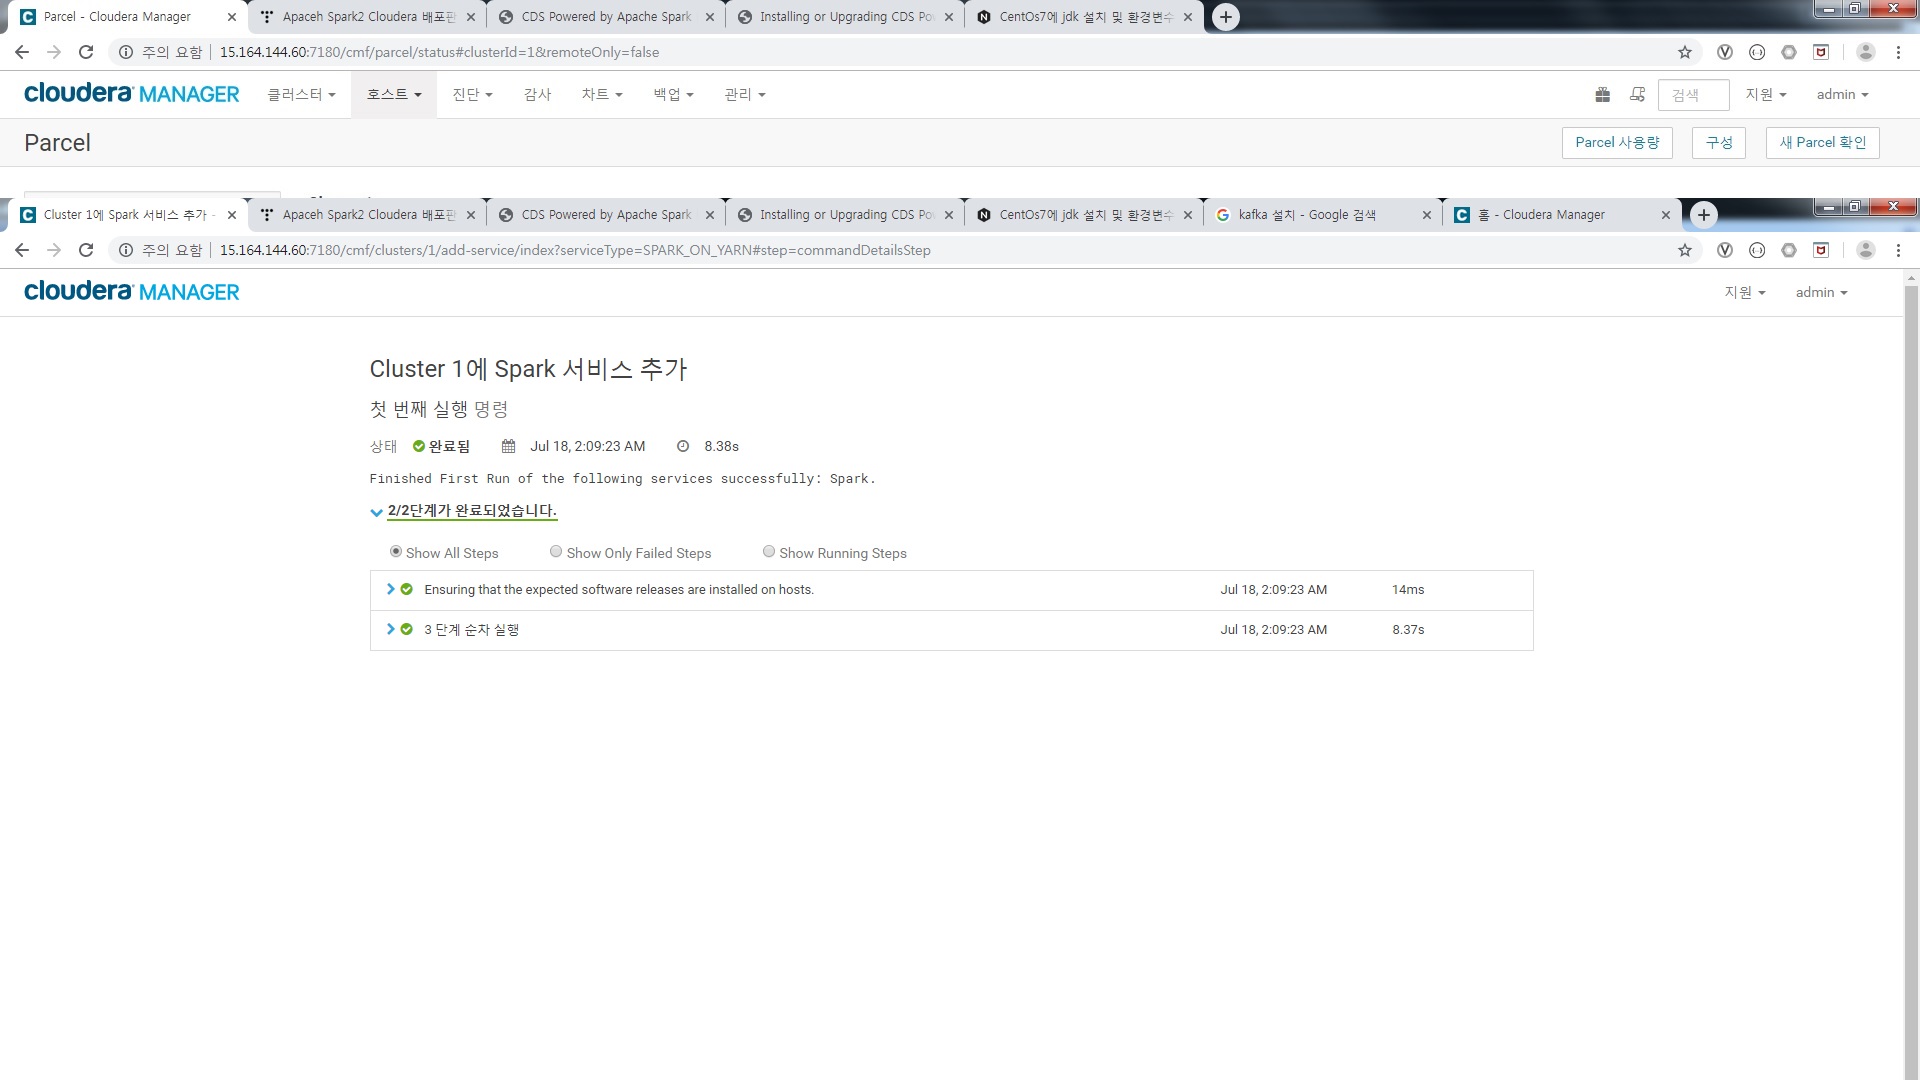 Parcel - Cloudera Manager
Apaceh Spark2 Cloudera 배포판
CDS Powered by Apache Spark
Installing or Upgrading CDS Po
CentOs7에 jdk 설치 및 환경변수
주의 요함 15.164.144.60:7180/cmf/parcel/status#clusterId=1&remoteOnly=false
cloudera MANAGER 클러스터 호스트 진단 감사 차트 백업 관리 검색 지원 admin
Parcel Parcel 사용량 구성 새 Parcel 확인
Cluster 1에 Spark 서비스 추가 -
Apaceh Spark2 Cloudera 배포판
CDS Powered by Apache Spark
Installing or Upgrading CDS Po
CentOs7에 jdk 설치 및 환경변수
kafka 설치 - Google 검색
홈 - Cloudera Manager
주의 요함 15.164.144.60:7180/cmf/clusters/1/add-service/index?serviceType=SPARK_ON_YARN#step=commandDetailsStep
cloudera MANAGER 지원 admin
Cluster 1에 Spark 서비스 추가
첫 번째 실행 명령
상태 완료됨 Jul 18, 2:09:23 AM 8.38s
Finished First Run of the following services successfully: Spark.
2/2단계가 완료되었습니다.
Show All Steps Show Only Failed Steps Show Running Steps
Ensuring that the expected software releases are installed on hosts. Jul 18, 2:09:23 AM 14ms
3 단계 순차 실행 Jul 18, 2:09:23 AM 8.37s